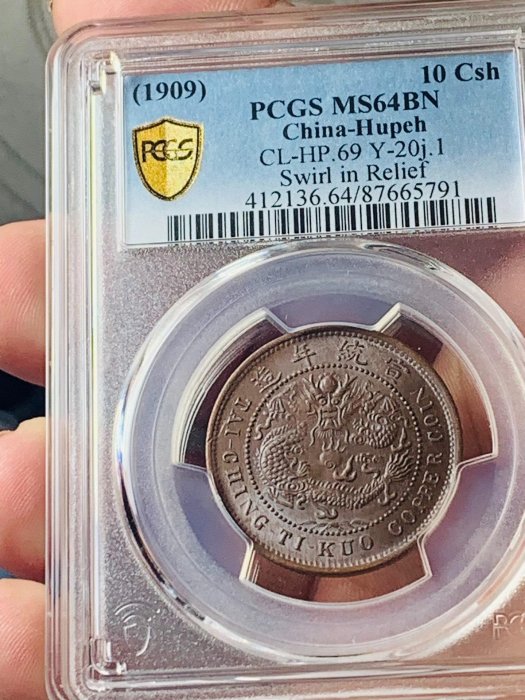 (1909)
10 Csh
PCGS MS64BN
China-Hupeh
CL-HP.69 Y-20j.1
Swirl in Relief
412136.64/87665791
PCGS
造年統宣
TAI-CHING TI KUO COPPER COIN